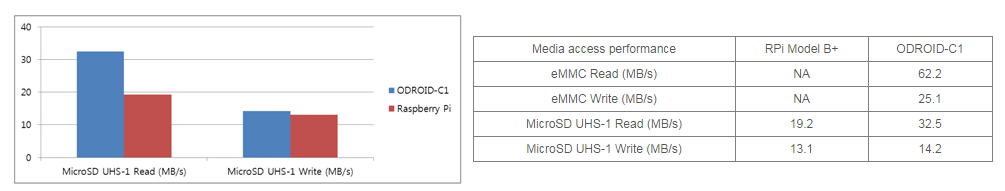 40
30
20
10
0
MicroSD UHS-1 Read (MB/s) MicroSD UHS-1 Write (MB/s)
ODROID-C1
Raspberry Pi
Media access performance RPi Model B+ ODROID-C1
eMMC Read (MB/s) NA 62.2
eMMC Write (MB/s) NA 25.1
MicroSD UHS-1 Read (MB/s) 19.2 32.5
MicroSD UHS-1 Write (MB/s) 13.1 14.2